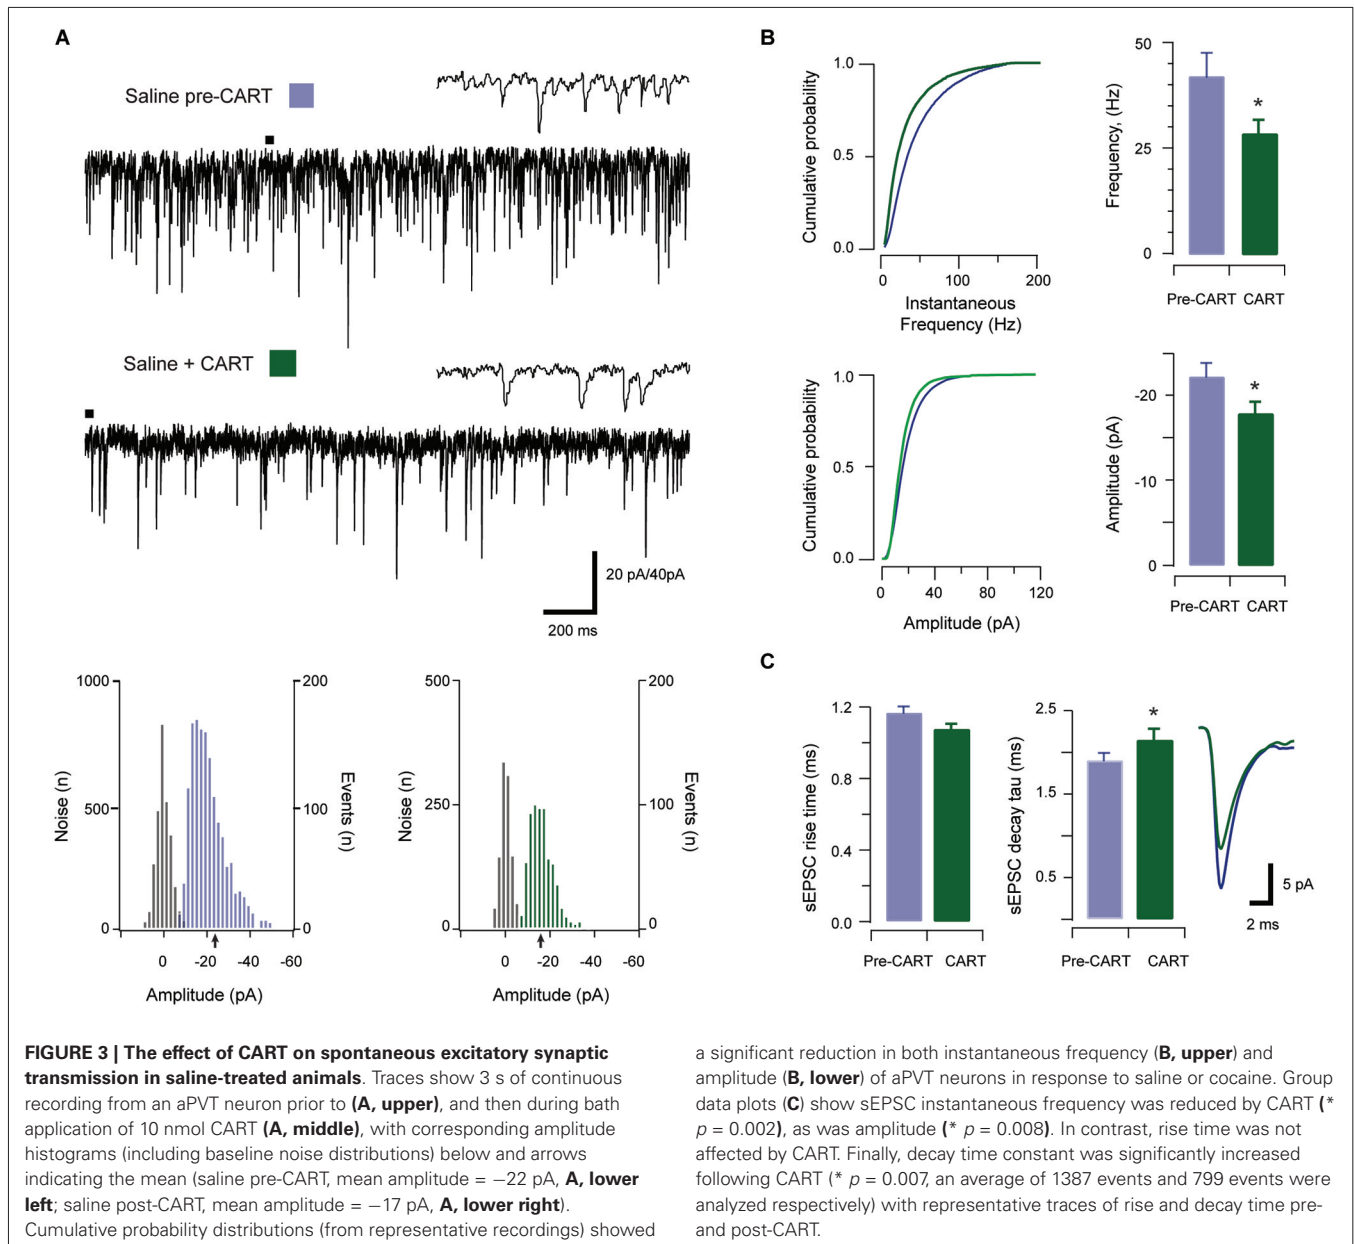 A
Saline pre-CART
Saline + CART
20 pA/40pA
200 ms
1000
500
0
Noise (n)
200
100
0
Events (n)
0 -20 -40 -60
Amplitude (pA)
500
250
0
Noise (n)
200
100
0
Events (n)
0 -20 -40 -60
Amplitude (pA)
B
1.0
0.5
0.0
Cumulative probability
0 100 200
Instantaneous
Frequency (Hz)
50
25
0
Frequency, (Hz)
*
Pre-CART CART
1.0
0.5
0.0
Cumulative probability
0 40 80 120
Amplitude (pA)
-20
-10
0
Amplitude (pA)
*
Pre-CART CART
C
1.2
0.8
0.4
0.0
sEPSC rise time (ms)
Pre-CART CART
2.5
1.5
0.5
sEPSC decay tau (ms)
*
Pre-CART CART
5 pA
2 ms
FIGURE 3 | The effect of CART on spontaneous excitatory synaptic
transmission in saline-treated animals. Traces show 3 s of continuous
recording from an aPVT neuron prior to (A, upper), and then during bath
application of 10 nmol CART (A, middle), with corresponding amplitude
histograms (including baseline noise distributions) below and arrows
indicating the mean (saline pre-CART, mean amplitude = −22 pA, A, lower
left; saline post-CART, mean amplitude = −17 pA, A, lower right).
Cumulative probability distributions (from representative recordings) showed
a significant reduction in both instantaneous frequency (B, upper) and
amplitude (B, lower) of aPVT neurons in response to saline or cocaine. Group
data plots (C) show sEPSC instantaneous frequency was reduced by CART (*
p = 0.002), as was amplitude (* p = 0.008). In contrast, rise time was not
affected by CART. Finally, decay time constant was significantly increased
following CART (* p = 0.007, an average of 1387 events and 799 events were
analyzed respectively) with representative traces of rise and decay time pre-
and post-CART.